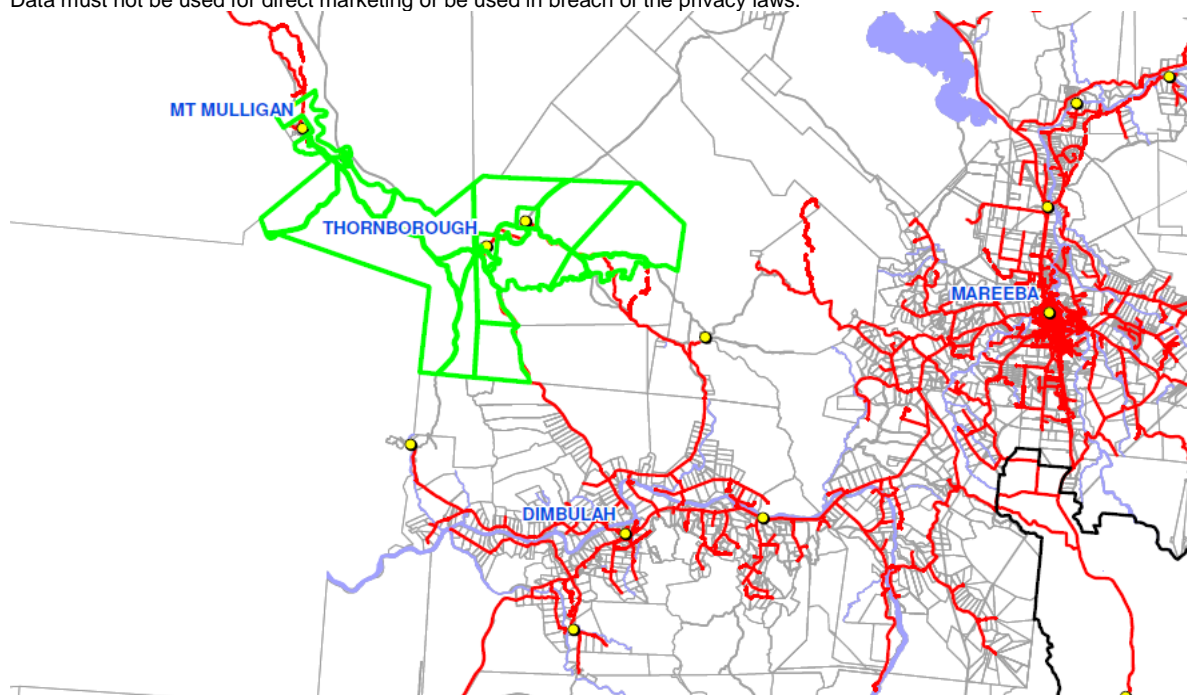 Data must not be used for direct marketing or be used in breach of the privacy laws.
MT MULLIGAN
THORNBOROUGH
MAREEBA
DIMBULAH